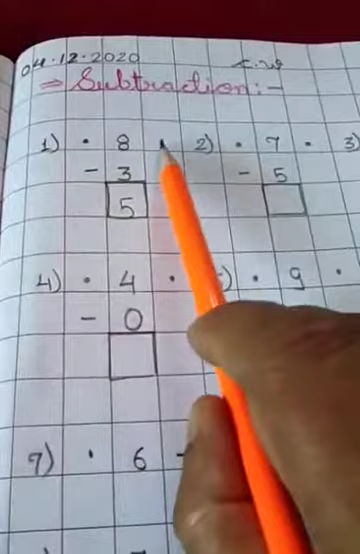 04.12.2020 C.W
⇒ Subtraction:-
1) • 8 • 2) • 7 • 3)
- 3 - 5
5
4) • 4 • ) • 9 •
- 0
7) • 6